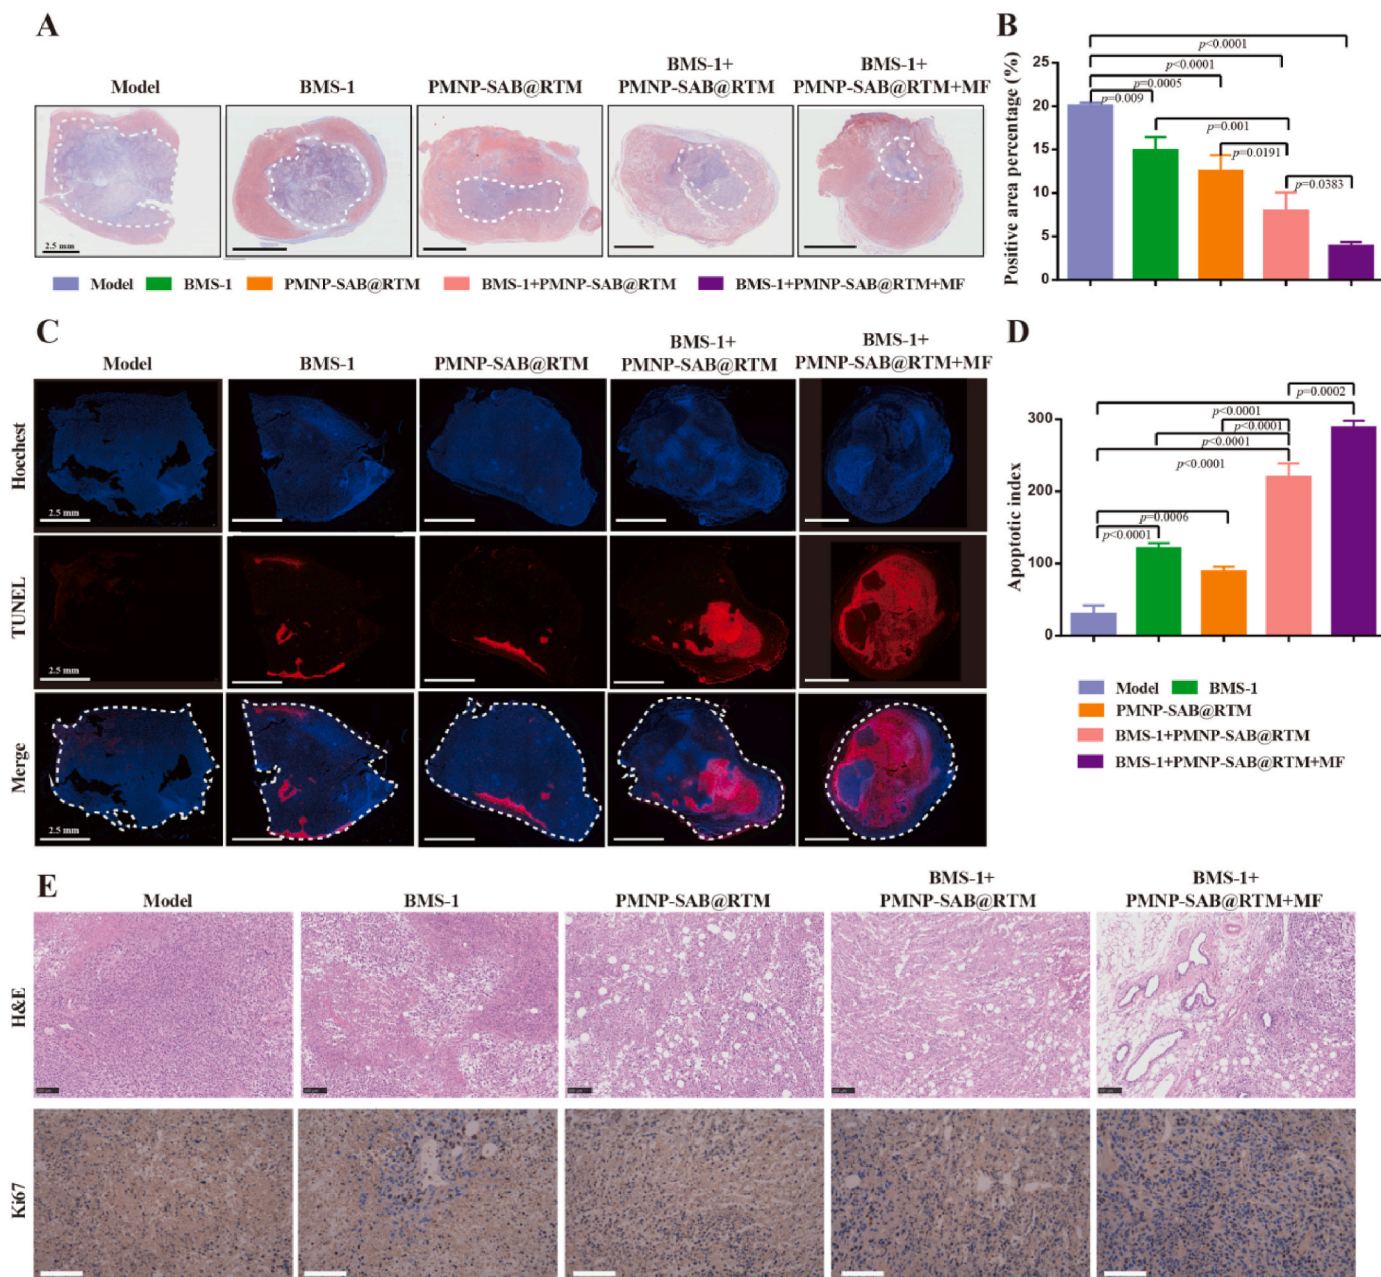 A
Model
BMS-1
PMNP-SAB@RTM
BMS-1+
PMNP-SAB@RTM
BMS-1+
PMNP-SAB@RTM+MF
2.5 mm
Model
BMS-1
PMNP-SAB@RTM
BMS-1+PMNP-SAB@RTM
BMS-1+PMNP-SAB@RTM+MF
B
Positive area percentage (%)
25
20
15
10
5
0
p<0.0001
p<0.0001
p=0.0005
p=0.009
p=0.001
p=0.0191
p=0.0383
C
Model
BMS-1
PMNP-SAB@RTM
BMS-1+
PMNP-SAB@RTM
BMS-1+
PMNP-SAB@RTM+MF
Hoechest
2.5 mm
TUNEL
2.5 mm
Merge
2.5 mm
D
Apoptotic index
300
200
100
0
p=0.0002
p<0.0001
p<0.0001
p<0.0001
p<0.0001
p=0.0006
p<0.0001
Model
BMS-1
PMNP-SAB@RTM
BMS-1+PMNP-SAB@RTM
BMS-1+PMNP-SAB@RTM+MF
E
Model
BMS-1
PMNP-SAB@RTM
BMS-1+
PMNP-SAB@RTM
BMS-1+
PMNP-SAB@RTM+MF
H&E
Ki67